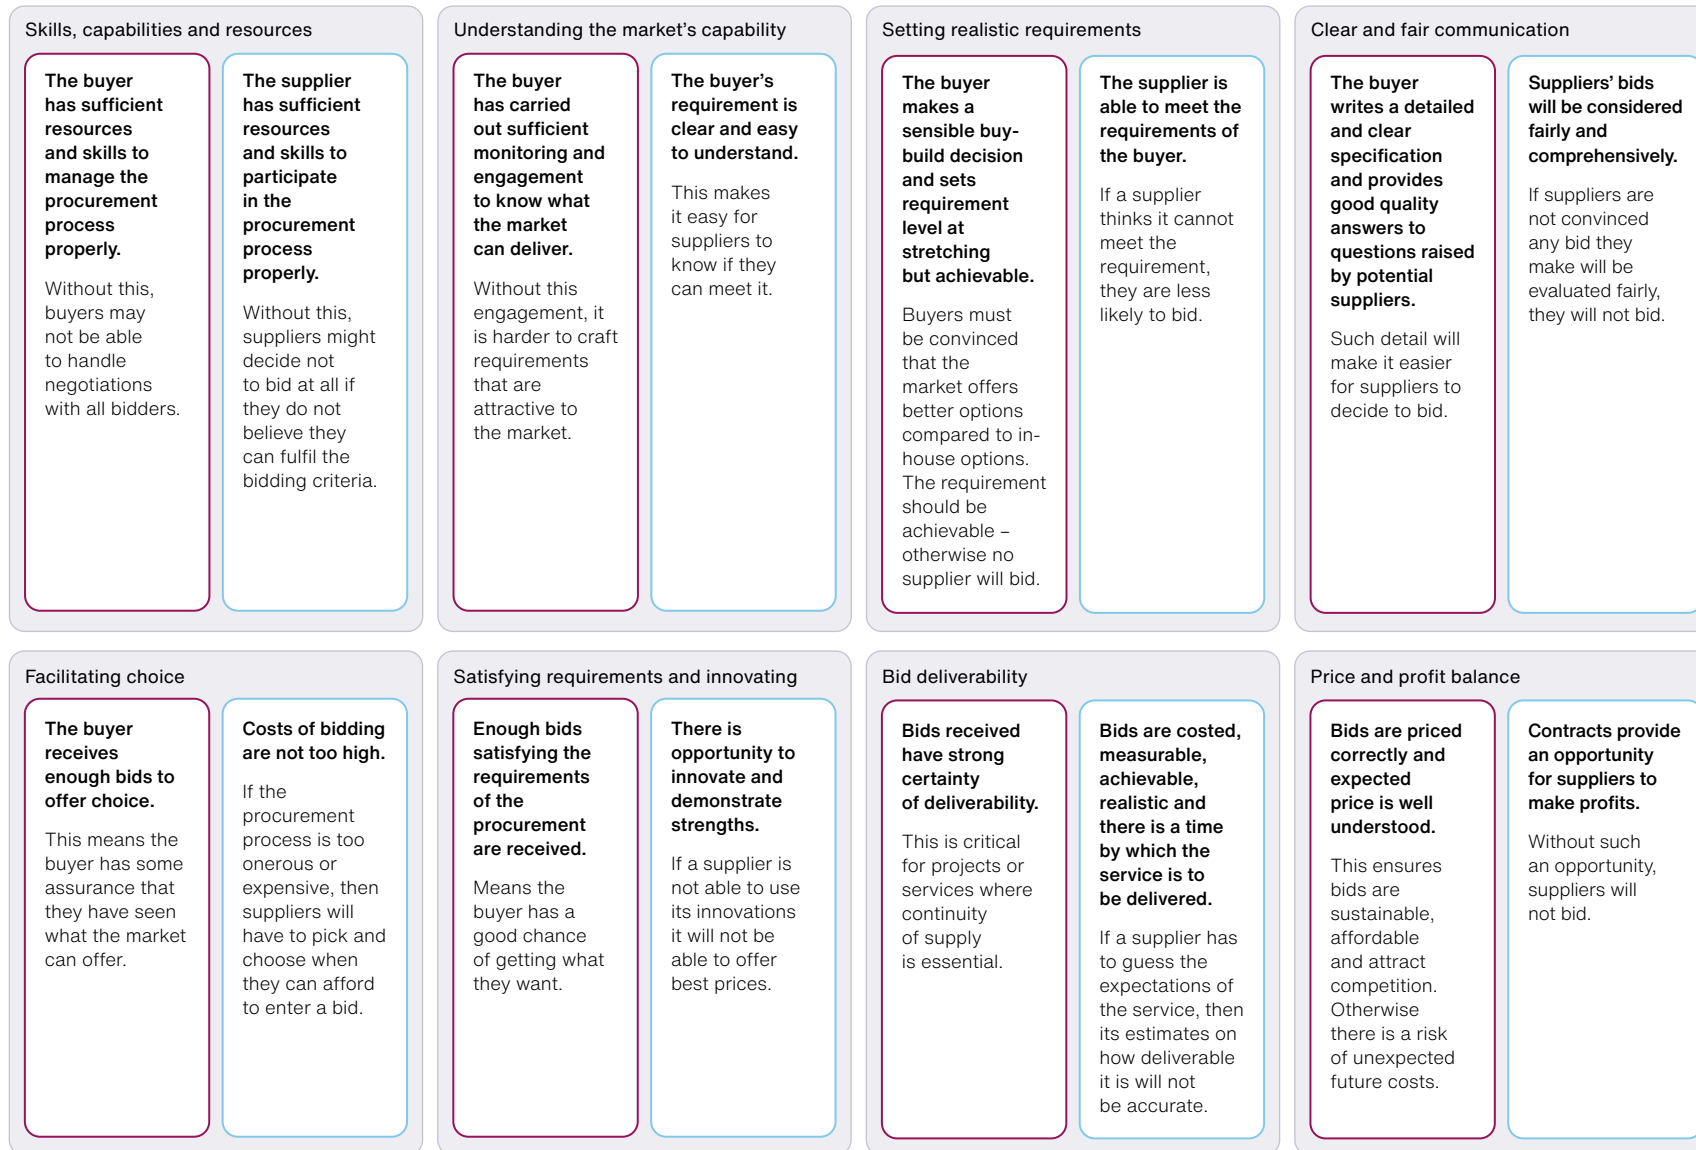 Skills, capabilities and resources
The buyer
has sufficient
resources
and skills to
manage the
procurement
process
properly.
Without this,
buyers may
not be able
to handle
negotiations
with all bidders.
The supplier
has sufficient
resources
and skills to
participate
in the
procurement
process
properly.
Without this,
suppliers might
decide not
to bid at all if
they do not
believe they
can fulfil the
bidding criteria.
Understanding the market's capability
The buyer
has carried
out sufficient
monitoring and
engagement
to know what
the market
can deliver.
Without this
engagement, it
is harder to craft
requirements
that are
attractive to
the market.
The buyer's
requirement is
clear and easy
to understand.
This makes
it easy for
suppliers to
know if they
can meet it.
Setting realistic requirements
The buyer
makes a
sensible buy-
build decision
and sets
requirement
level at
stretching
but achievable.
Buyers must
be convinced
that the
market offers
better options
compared to in-
house options.
The requirement
should be
achievable –
otherwise no
supplier will bid.
The supplier is
able to meet the
requirements of
the buyer.
If a supplier
thinks it cannot
meet the
requirement,
they are less
likely to bid.
Clear and fair communication
The buyer
writes a detailed
and clear
specification
and provides
good quality
answers to
questions raised
by potential
suppliers.
Such detail will
make it easier
for suppliers to
decide to bid.
Suppliers' bids
will be considered
fairly and
comprehensively.
If suppliers are
not convinced
any bid they
make will be
evaluated fairly,
they will not bid.
Facilitating choice
The buyer
receives
enough bids to
offer choice.
This means the
buyer has some
assurance that
they have seen
what the market
can offer.
Costs of bidding
are not too high.
If the
procurement
process is too
onerous or
expensive, then
suppliers will
have to pick and
choose when
they can afford
to enter a bid.
Satisfying requirements and innovating
Enough bids
satisfying the
requirements
of the
procurement
are received.
Means the
buyer has a
good chance
of getting what
they want.
There is
opportunity to
innovate and
demonstrate
strengths.
If a supplier is
not able to use
its innovations
it will not be
able to offer
best prices.
Bid deliverability
Bids received
have strong
certainty
of deliverability.
This is critical
for projects or
services where
continuity
of supply
is essential.
Bids are costed,
measurable,
achievable,
realistic and
there is a time
by which the
service is to
be delivered.
If a supplier has
to guess the
expectations of
the service, then
its estimates on
how deliverable
it is will not
be accurate.
Price and profit balance
Bids are priced
correctly and
expected
price is well
understood.
This ensures
bids are
sustainable,
affordable
and attract
competition.
Otherwise
there is a risk
of unexpected
future costs.
Contracts provide
an opportunity
for suppliers to
make profits.
Without such
an opportunity,
suppliers will
not bid.